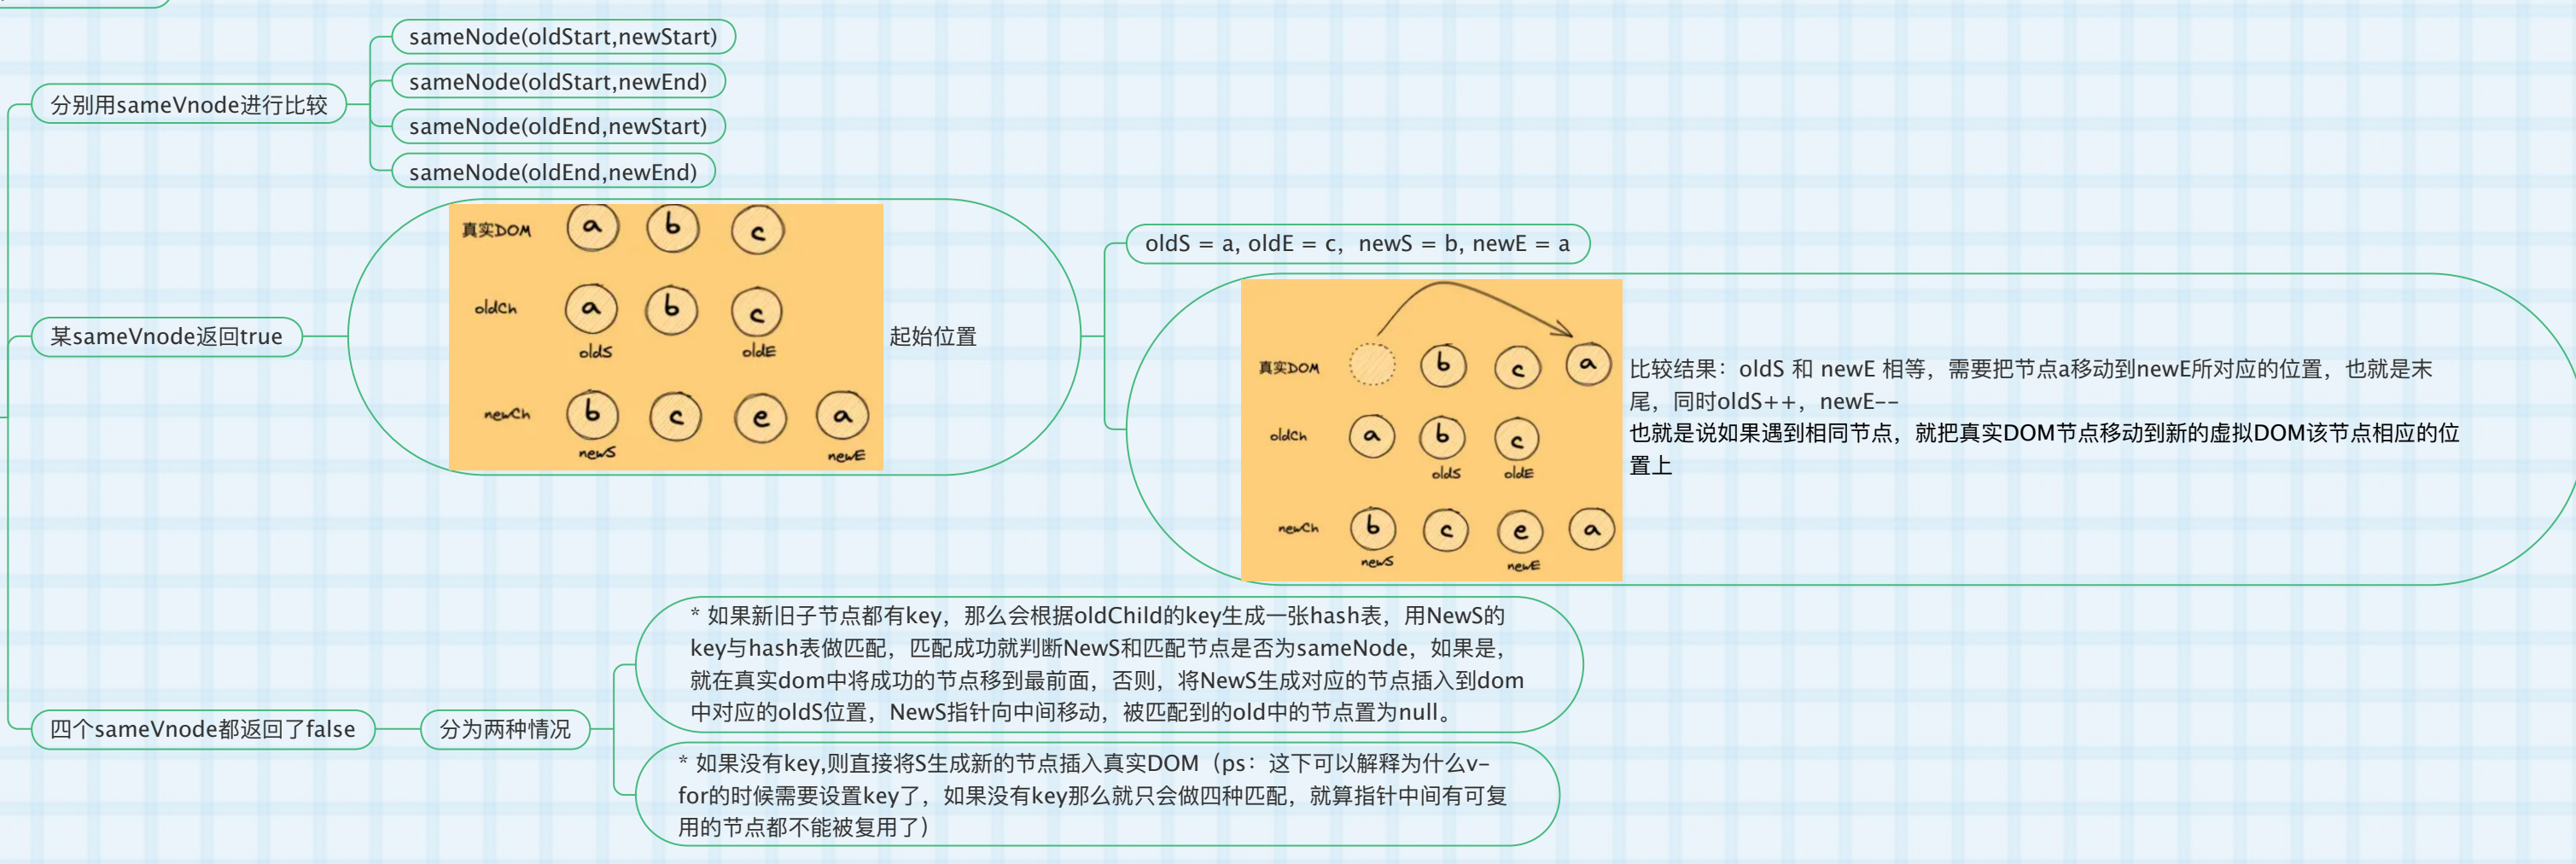 分别用sameVnode进行比较
sameNode(oldStart,newStart)
sameNode(oldStart,newEnd)
sameNode(oldEnd,newStart)
sameNode(oldEnd,newEnd)
某sameVnode返回true
真实DOM a b c
oldCh a b c
oldS oldE
newCh b c e a
newS newE
起始位置
oldS = a, oldE = c, newS = b, newE = a
真实DOM b c a
oldCh a b c
oldS oldE
newCh b c e a
newS newE
比较结果：oldS 和 newE 相等，需要把节点a移动到newE所对应的位置，也就是末
尾，同时oldS++，newE--
也就是说如果遇到相同节点，就把真实DOM节点移动到新的虚拟DOM该节点相应的位
置上
四个sameVnode都返回了false
分为两种情况
* 如果新旧子节点都有key，那么会根据oldChild的key生成一张hash表，用NewS的
key与hash表做匹配，匹配成功就判断NewS和匹配节点是否为sameNode，如果是，
就在真实dom中将成功的节点移到最前面，否则，将NewS生成对应的节点插入到dom
中对应的oldS位置，NewS指针向中间移动，被匹配到的old中的节点置为null。
* 如果没有key,则直接将S生成新的节点插入真实DOM（ps：这下可以解释为什么v-
for的时候需要设置key了，如果没有key那么就只会做四种匹配，就算指针中间有可复
用的节点都不能被复用了）